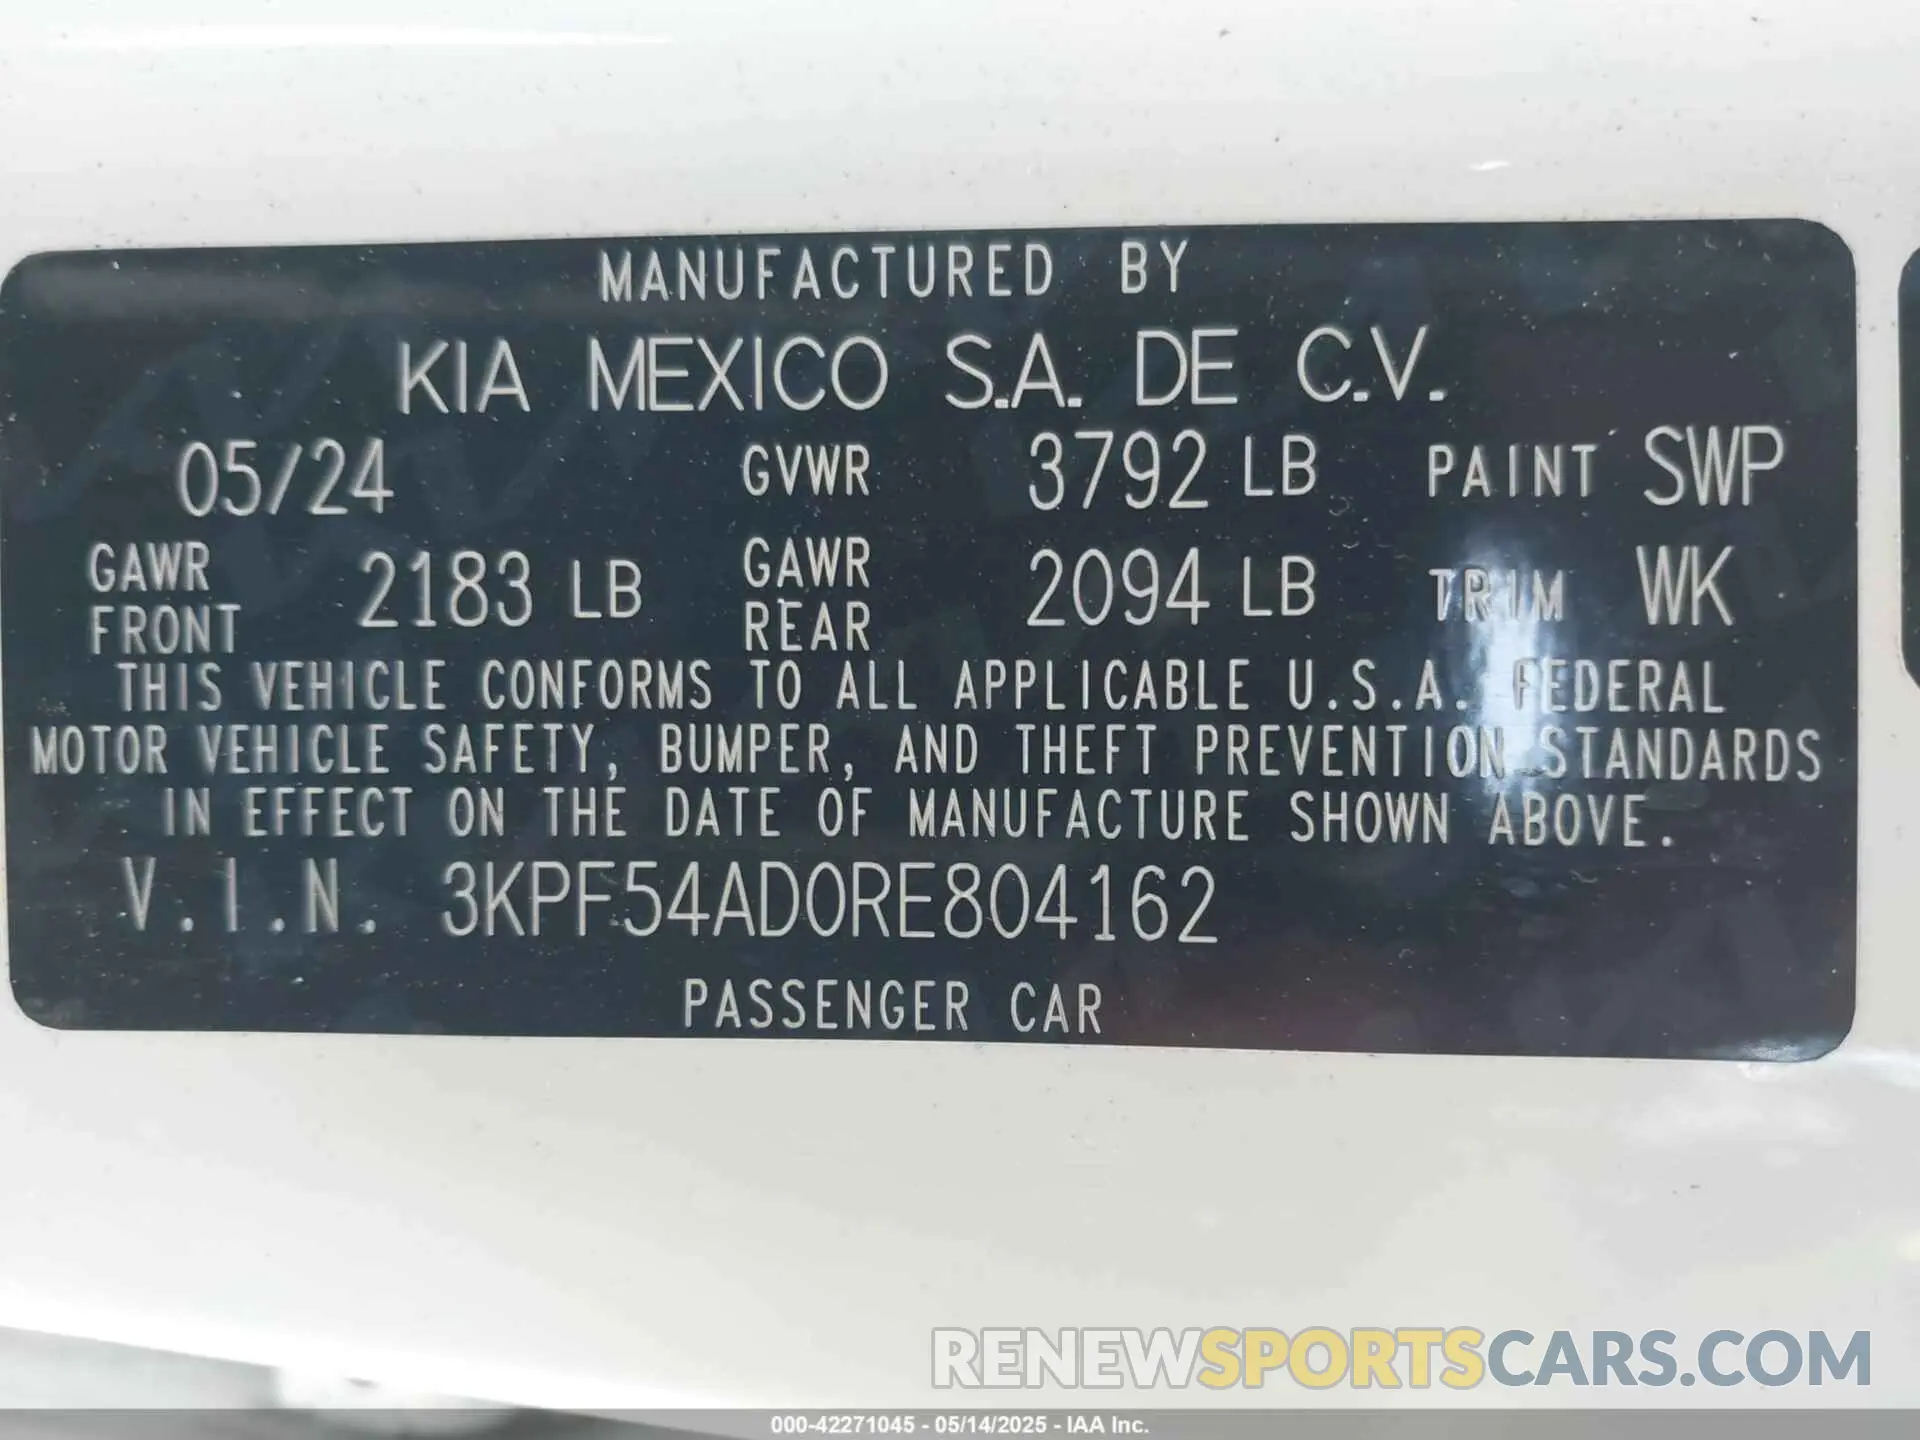 MANUFACTURED BY
KIA MEXICO S.A. DE C.V.
05/24 GVWR 3792 LB PAINT SWP
GAWR FRONT 2183 LB GAWR REAR 2094 LB TRIM WK
THIS VEHICLE CONFORMS TO ALL APPLICABLE U.S.A. FEDERAL
MOTOR VEHICLE SAFETY, BUMPER, AND THEFT PREVENTION STANDARDS
IN EFFECT ON THE DATE OF MANUFACTURE SHOWN ABOVE.
V.I.N. 3KPF54AD0RE804162
PASSENGER CAR
RENEWSPORTSCARS.COM
000-42271045 - 05/14/2025 - IAA Inc.